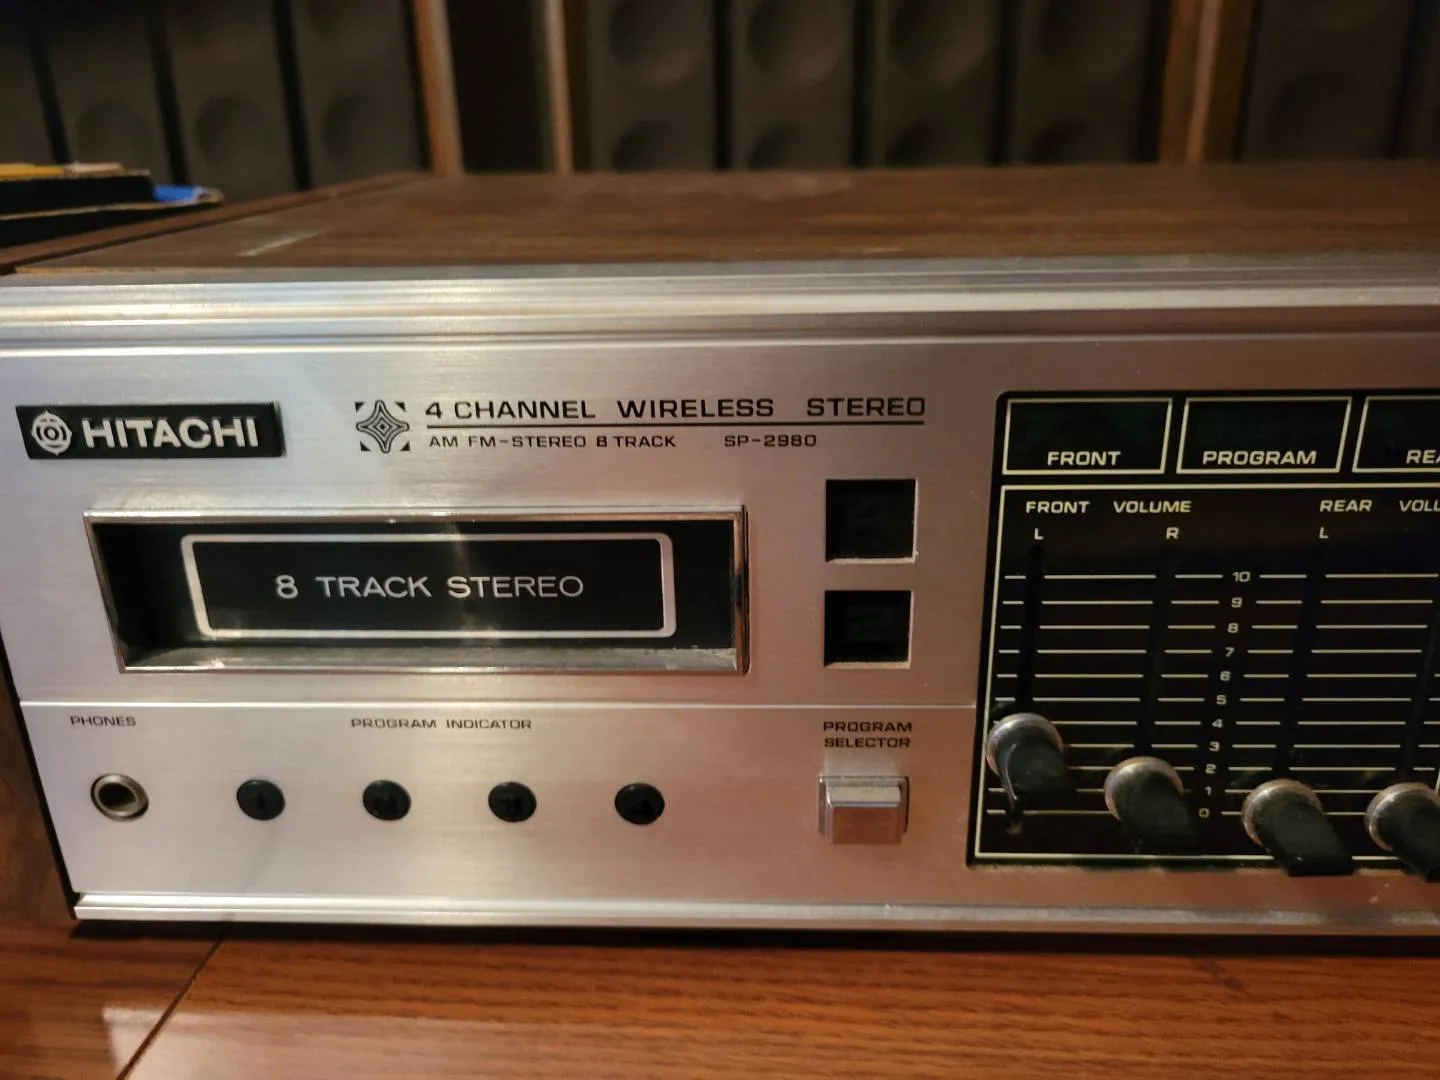 HITACHI
4 CHANNEL WIRELESS STEREO
AM FM-STEREO 8 TRACK SP-2980
8 TRACK STEREO
PHONES
PROGRAM INDICATOR
PROGRAM
SELECTOR
FRONT
PROGRAM
FRONT VOLUME
REAR
L
R
L
10
9
8
7
6
5
4
3
2
1
0